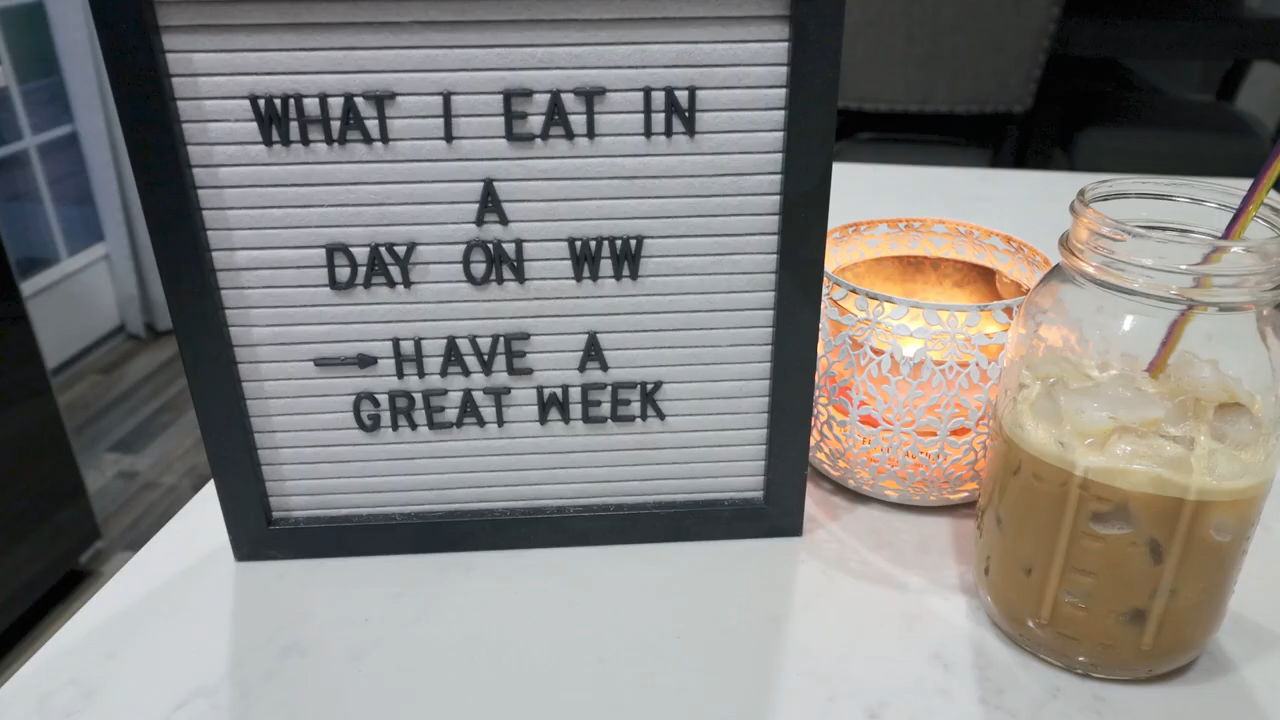 WHAT I EAT IN
A
DAY ON WW
→ HAVE A
GREAT WEEK